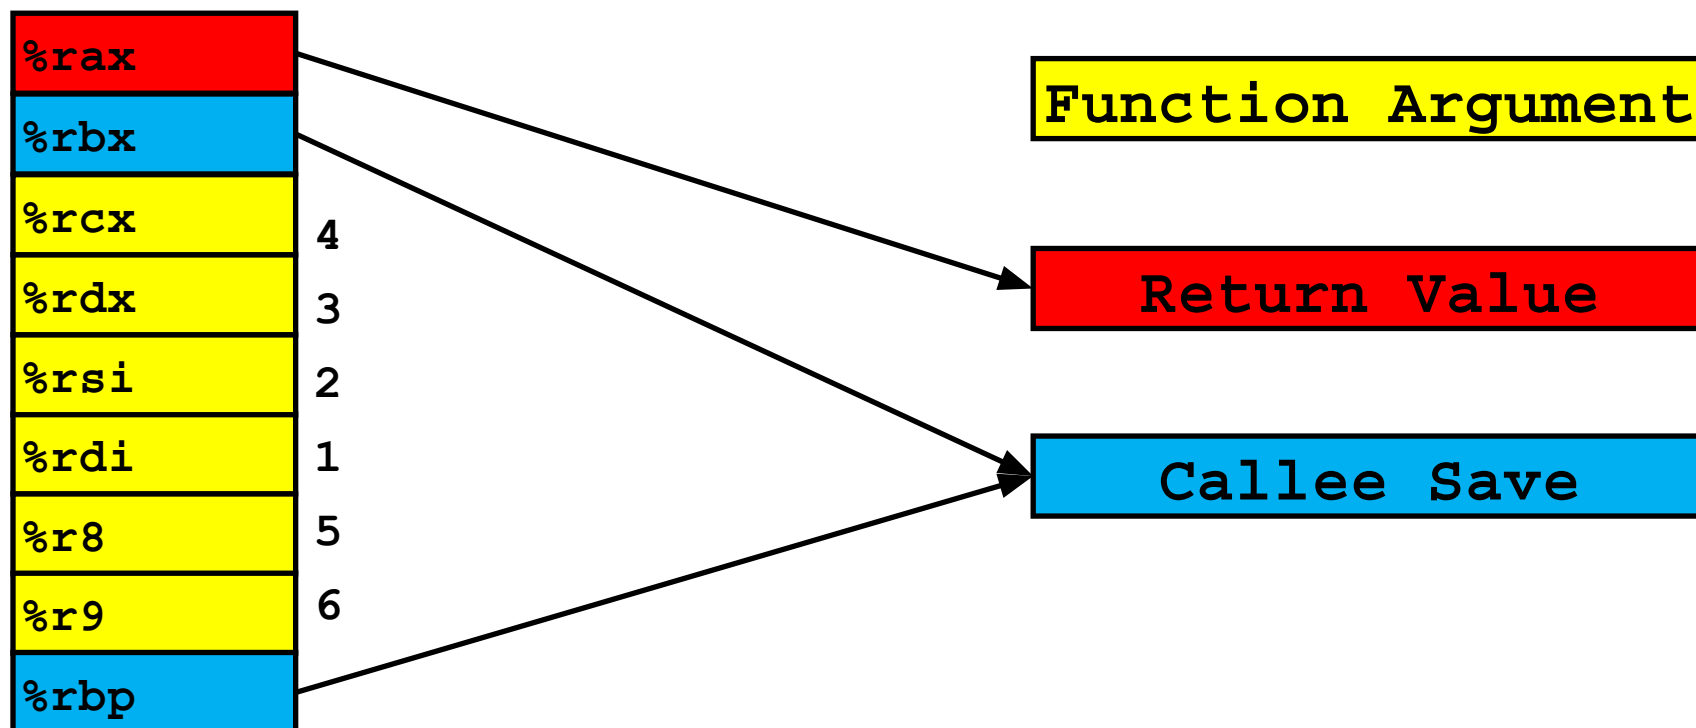 %rax
%rbx
%rcx
%rdx
%rsi
%rdi
%r8
%r9
%rbp
4
3
2
1
5
6
Function Argument
Return Value
Callee Save